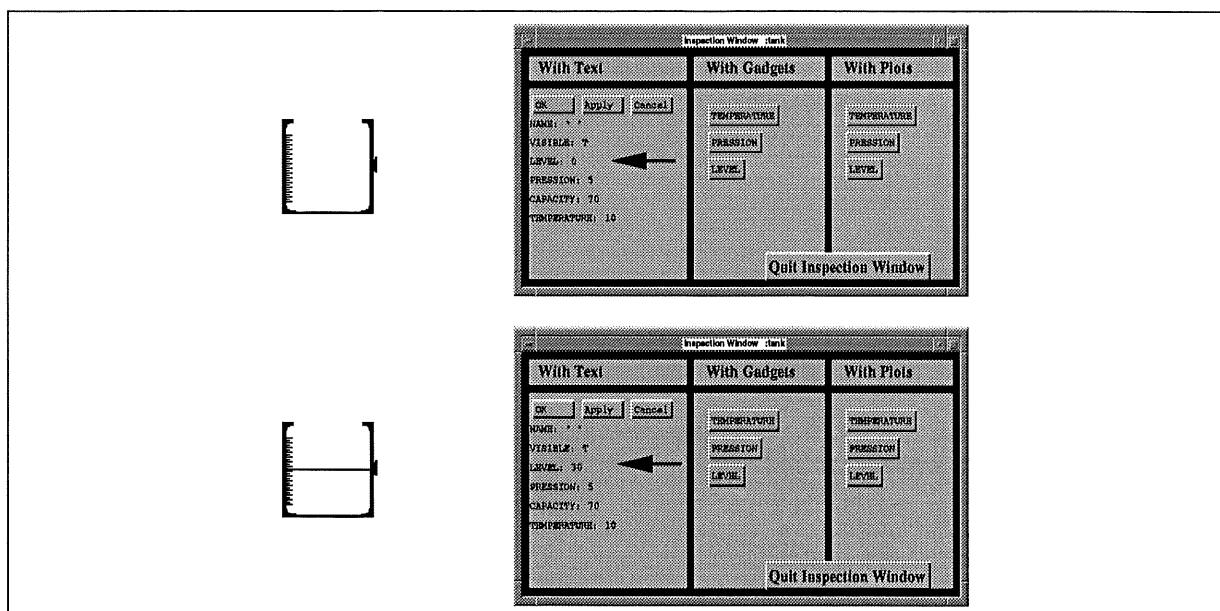 Inspection Window :tank
With Text
With Gadgets
With Plots
OK Apply Cancel
NAME: " "
VISIBLE: T
LEVEL: 0
PRESSION: 5
CAPACITY: 70
TEMPERATURE: 10
TEMPERATURE
PRESSION
LEVEL
TEMPERATURE
PRESSION
LEVEL
Quit Inspection Window
Inspection Window :tank
With Text
With Gadgets
With Plots
OK Apply Cancel
NAME: " "
VISIBLE: T
LEVEL: 30
PRESSION: 5
CAPACITY: 70
TEMPERATURE: 10
TEMPERATURE
PRESSION
LEVEL
TEMPERATURE
PRESSION
LEVEL
Quit Inspection Window